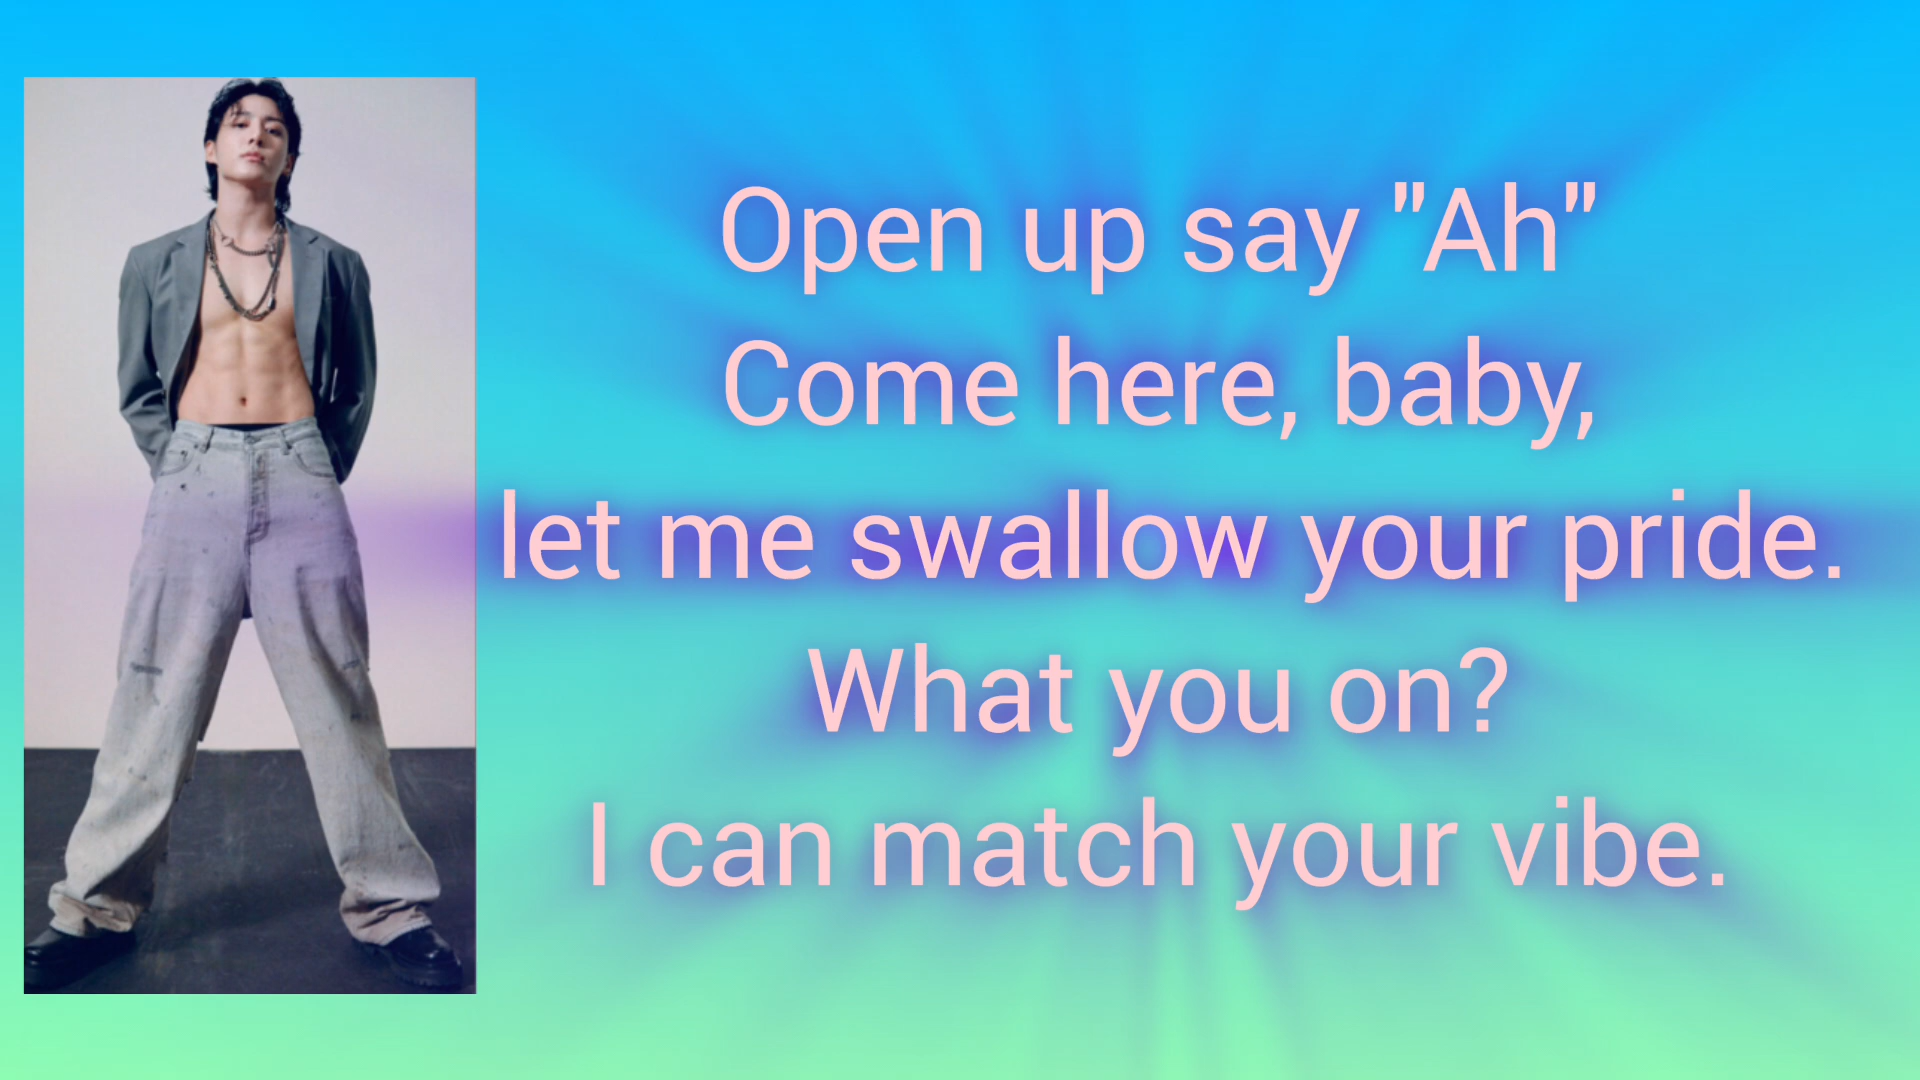 Open up say "Ah"
Come here, baby,
let me swallow your pride.
What you on?
I can match your vibe.